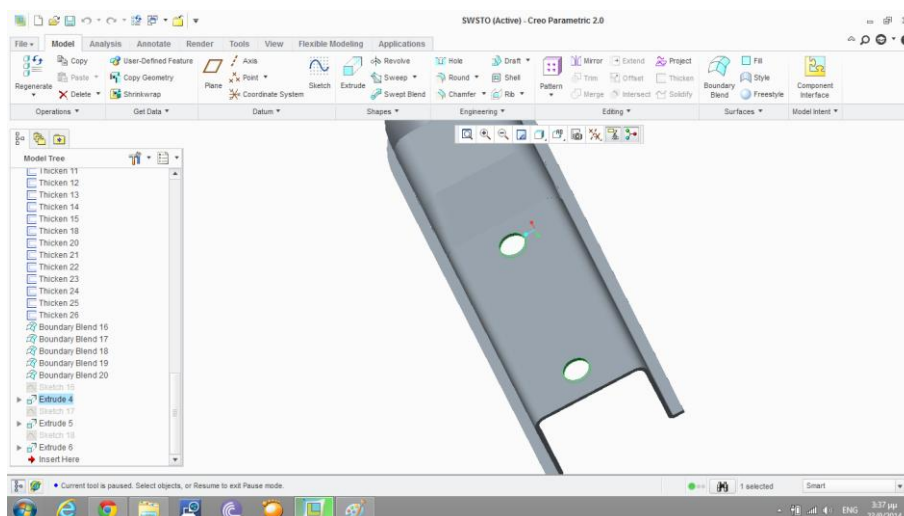 SWSTO (Active) - Creo Parametric 2.0
File Model Analysis Annotate Render Tools View Flexible Modeling Applications
Copy User-Defined Feature Axis Revolve Hole Draft Mirror Extend Project Fill
Regenerate Paste Copy Geometry Plane Point Sketch Extrude Sweep Round Shell Pattern Trim Offset Thicken Boundary Blend Style Component Interface
Delete Shrinkwrap Coordinate System Swept Blend Chamfer Rib Merge Intersect Solidify Freestyle
Operations Get Data Datum Shapes Engineering Editing Surfaces Model Intent
Model Tree
Thicken 11
Thicken 12
Thicken 13
Thicken 14
Thicken 15
Thicken 18
Thicken 20
Thicken 21
Thicken 22
Thicken 23
Thicken 24
Thicken 25
Thicken 26
Boundary Blend 16
Boundary Blend 17
Boundary Blend 18
Boundary Blend 19
Boundary Blend 20
Sketch 15
Extrude 4
Sketch 17
Extrude 5
Sketch 18
Extrude 6
Insert Here
• Current tool is paused. Select objects, or Resume to exit Pause mode.
1 selected
Smart
ENG
3:37 μμ